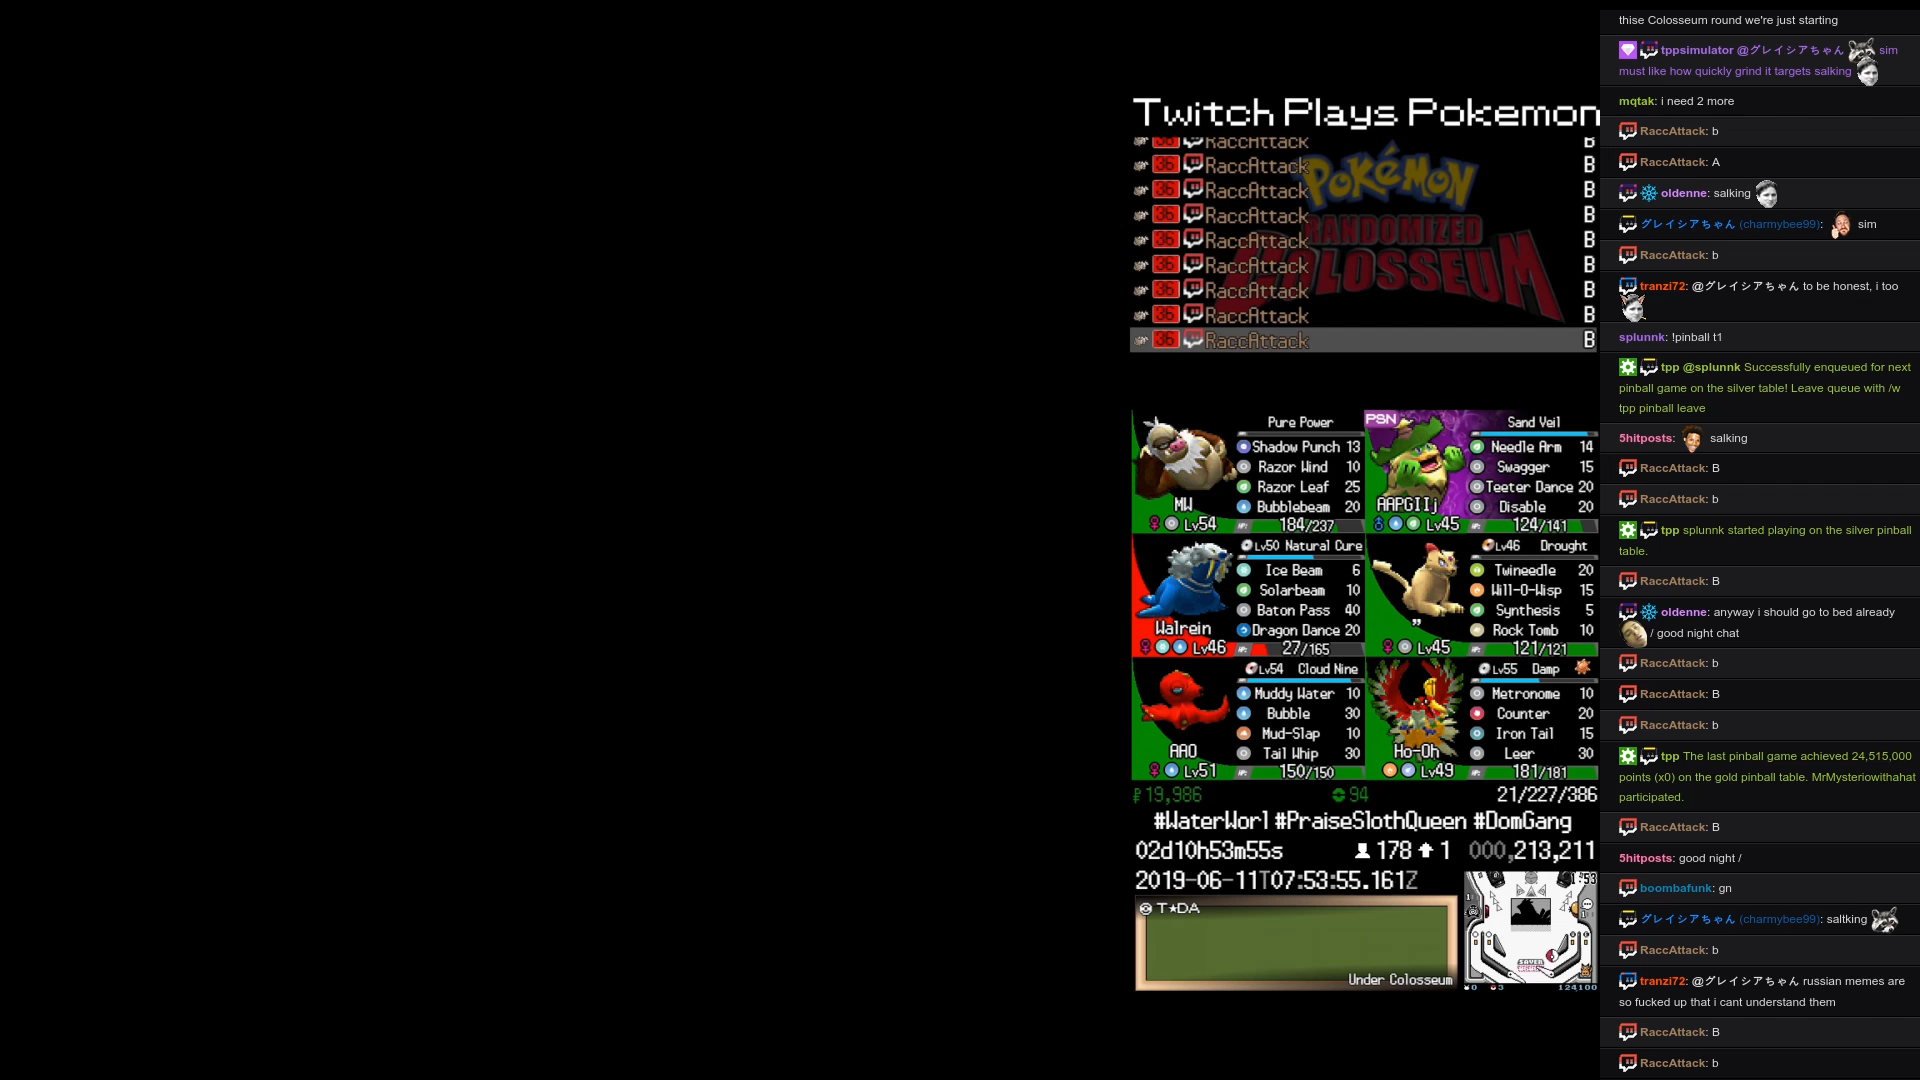 Twitch Plays Pokemon
36 RaccAttack B
36 RaccAttack B
36 RaccAttack B
36 RaccAttack B
36 RaccAttack B
36 RaccAttack B
36 RaccAttack B
36 RaccAttack B
36 RaccAttack B
POKéMON
RANDOMIZED
COLOSSEUM
Pure Power
Shadow Punch 13
Razor Wind 10
Razor Leaf 25
Bubblebeam 20
MW
Lv54 184/237
PSN
Sand Veil
Needle Arm 14
Swagger 15
Teeter Dance 20
Disable 20
AAPGIIj
Lv45 124/141
Lv50 Natural Cure
Ice Beam 6
Solarbeam 10
Baton Pass 40
Dragon Dance 20
Walrein
Lv46 27/165
Lv46 Drought
Twineedle 20
Will-O-Wisp 15
Synthesis 5
Rock Tomb 10
”
Lv45 121/121
Lv54 Cloud Nine
Muddy Water 10
Bubble 30
Mud-Slap 10
Tail Whip 30
AAO
Lv51 150/150
Lv55 Damp
Metronome 10
Counter 20
Iron Tail 15
Leer 30
Ho-Oh
Lv49 181/181
₽19,986 94 21/227/386
#WaterWorl #PraiseSlothQueen #DomGang
02d10h53m55s 178 1 000,213,211
2019-06-11T07:53:55.161Z
T★DA
Under Colosseum
1:53
0 3 124100
thise Colosseum round we're just starting
tppsimulator @グレイシアちゃん sim
must like how quickly grind it targets salking
mqtak: i need 2 more
RaccAttack: b
RaccAttack: A
oldenne: salking
グレイシアちゃん (charmybee99): sim
RaccAttack: b
tranzi72: @グレイシアちゃん to be honest, i too
splunnk: !pinball t1
tpp @splunnk Successfully enqueued for next
pinball game on the silver table! Leave queue with /w
tpp pinball leave
5hitposts: salking
RaccAttack: B
RaccAttack: b
tpp splunnk started playing on the silver pinball
table.
RaccAttack: B
oldenne: anyway i should go to bed already
/ good night chat
RaccAttack: b
RaccAttack: B
RaccAttack: b
tpp The last pinball game achieved 24,515,000
points (x0) on the gold pinball table. MrMysteriowithahat
participated.
RaccAttack: B
5hitposts: good night /
boombafunk: gn
グレイシアちゃん (charmybee99): saltking
RaccAttack: b
tranzi72: @グレイシアちゃん russian memes are
so fucked up that i cant understand them
RaccAttack: B
RaccAttack: b